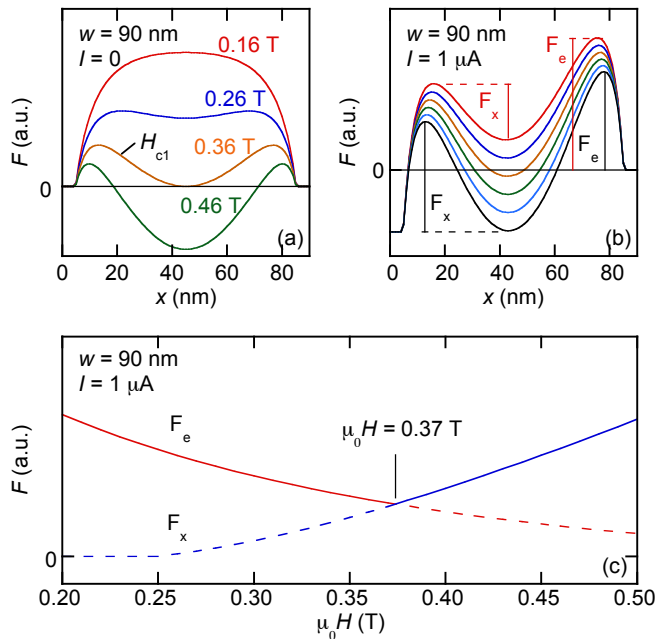 w = 90 nm
I = 0
0.16 T
0.26 T
H_c1
0.36 T
0.46 T
(a)
F (a.u.)
0
0 20 40 60 80
x (nm)
w = 90 nm
I = 1 μA
F_e
F_x
F_e
F_x
(b)
F (a.u.)
0
0 20 40 60 80
x (nm)
w = 90 nm
I = 1 μA
F_e
μ₀H = 0.37 T
F_x
(c)
F (a.u.)
0
0.20 0.25 0.30 0.35 0.40 0.45 0.50
μ₀H (T)